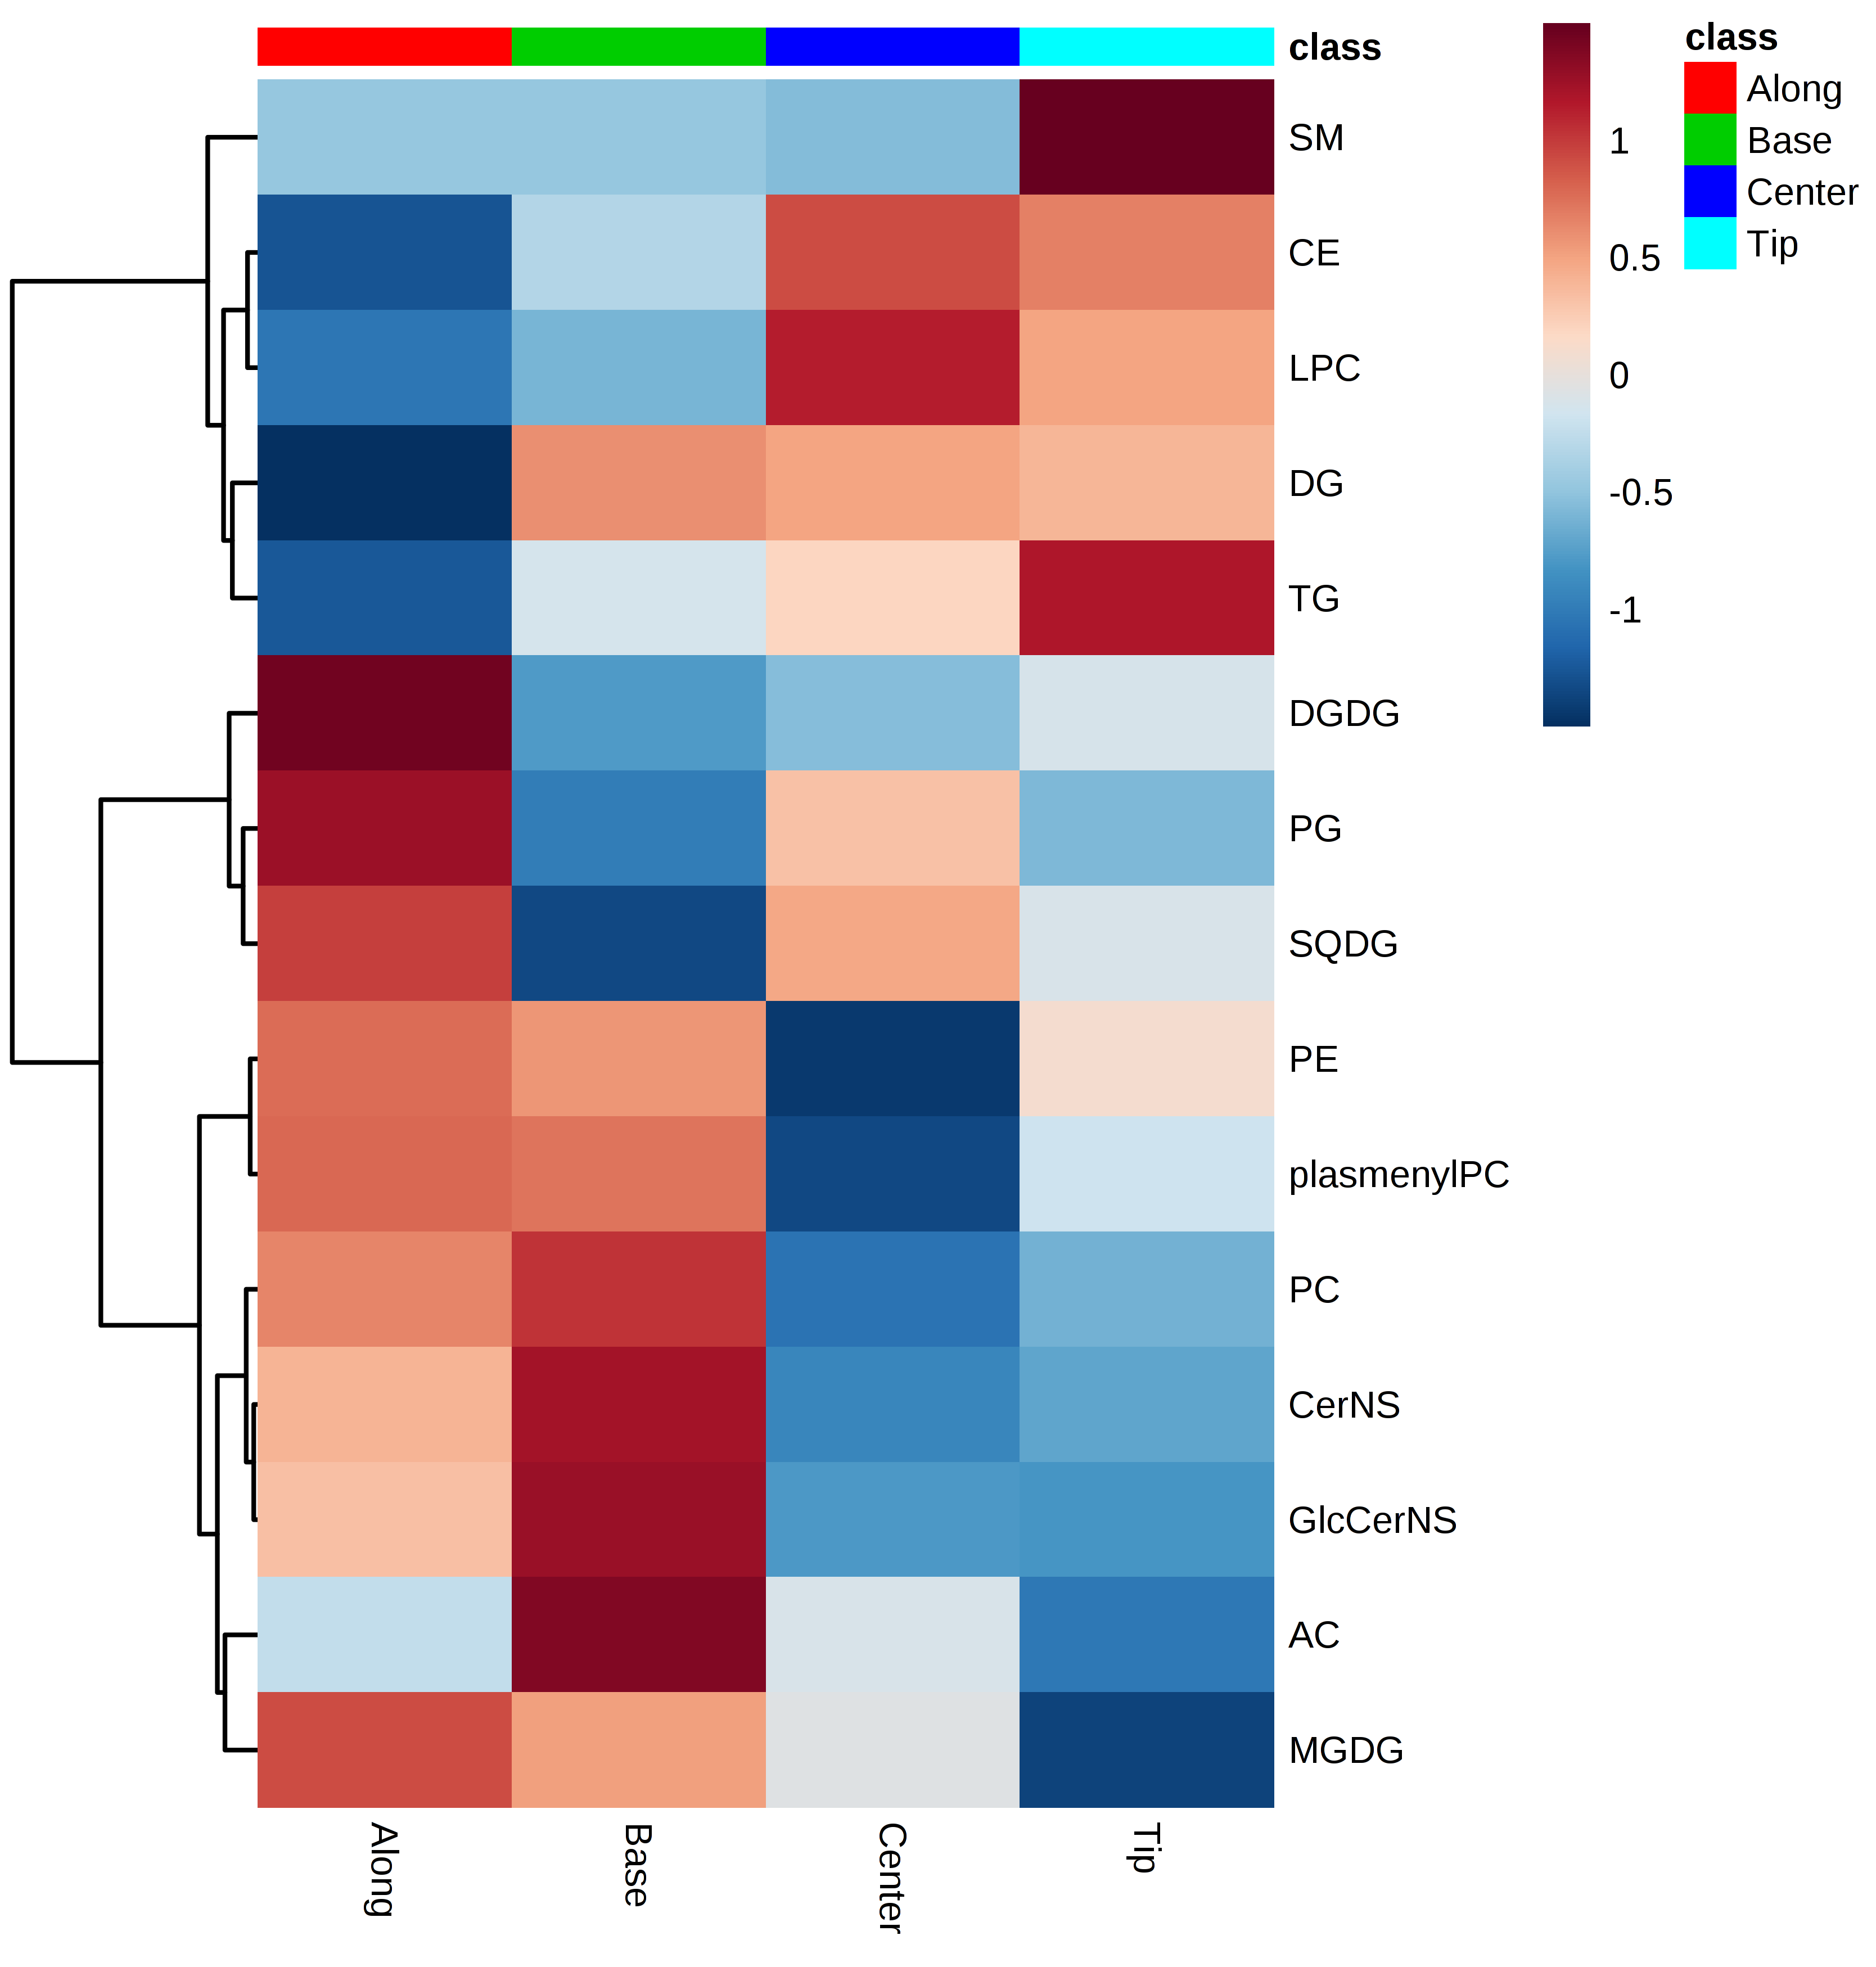 class
SM
CE
LPC
DG
TG
DGDG
PG
SQDG
PE
plasmenylPC
PC
CerNS
GlcCerNS
AC
MGDG
Along
Base
Center
Tip
1
0.5
0
-0.5
-1
class
Along
Base
Center
Tip